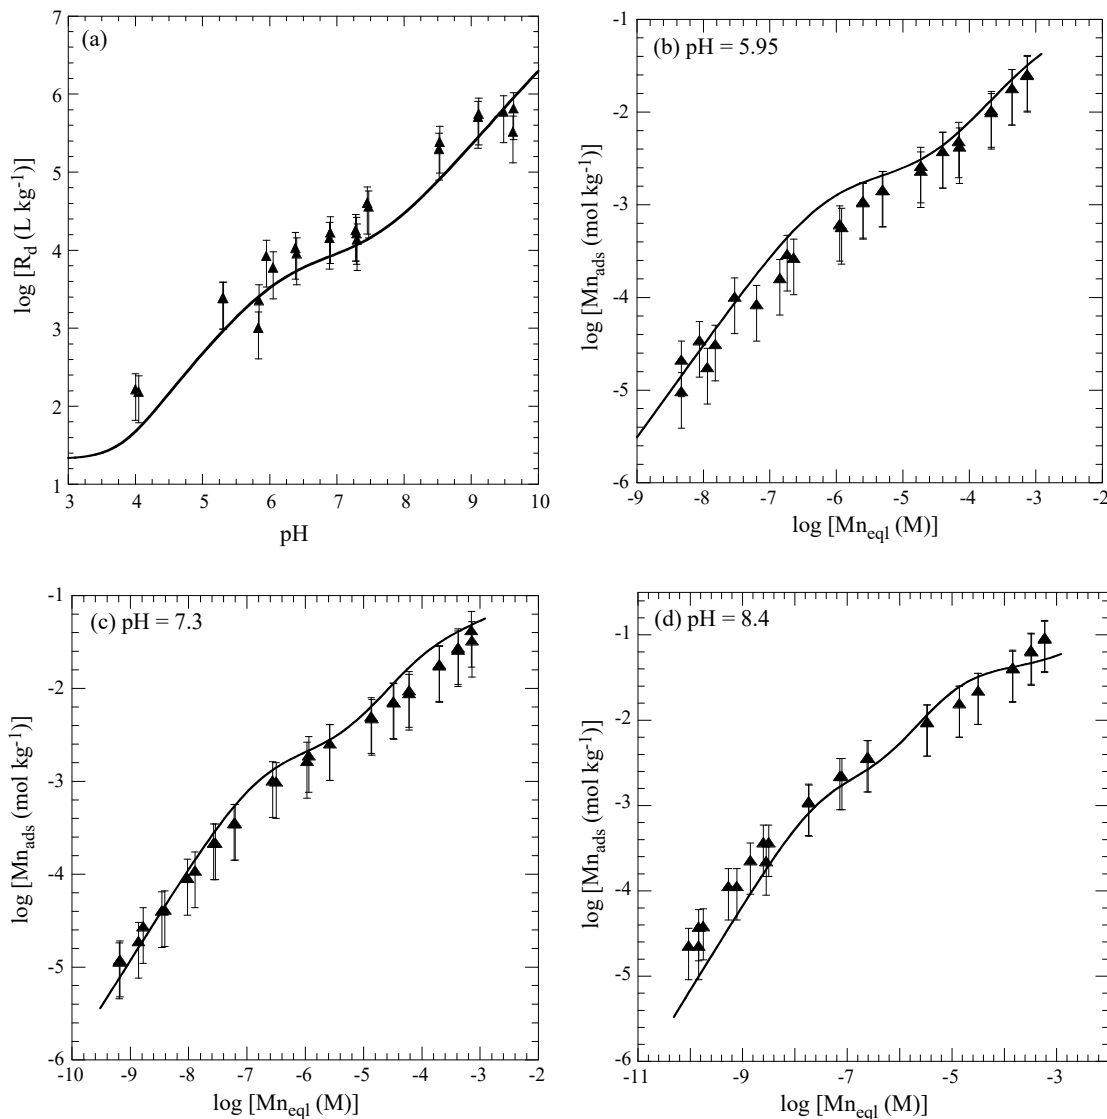 (a)
7
6
5
4
3
2
1
3 4 5 6 7 8 9 10
log [R_d (L kg⁻¹)]
pH
(b) pH = 5.95
-1
-2
-3
-4
-5
-6
-9 -8 -7 -6 -5 -4 -3 -2
log [Mn_ads (mol kg⁻¹)]
log [Mn_eql (M)]
(c) pH = 7.3
-1
-2
-3
-4
-5
-6
-10 -9 -8 -7 -6 -5 -4 -3 -2
log [Mn_ads (mol kg⁻¹)]
log [Mn_eql (M)]
(d) pH = 8.4
-1
-2
-3
-4
-5
-6
-11 -9 -7 -5 -3
log [Mn_ads (mol kg⁻¹)]
log [Mn_eql (M)]